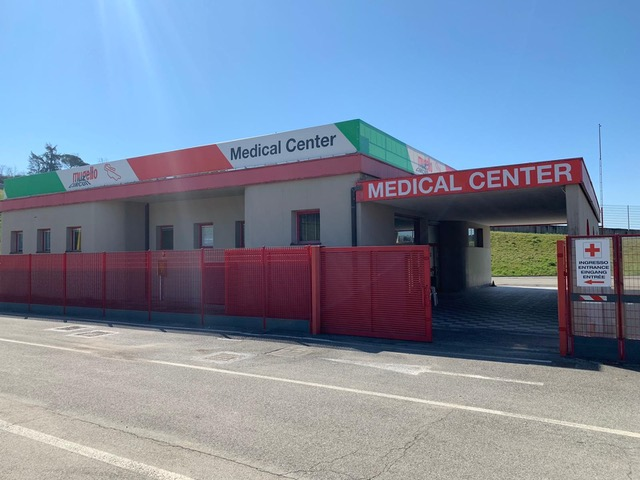 mugello
Medical Center
MEDICAL CENTER
INGRESSO
ENTRANCE
EINGANG
ENTRÉE